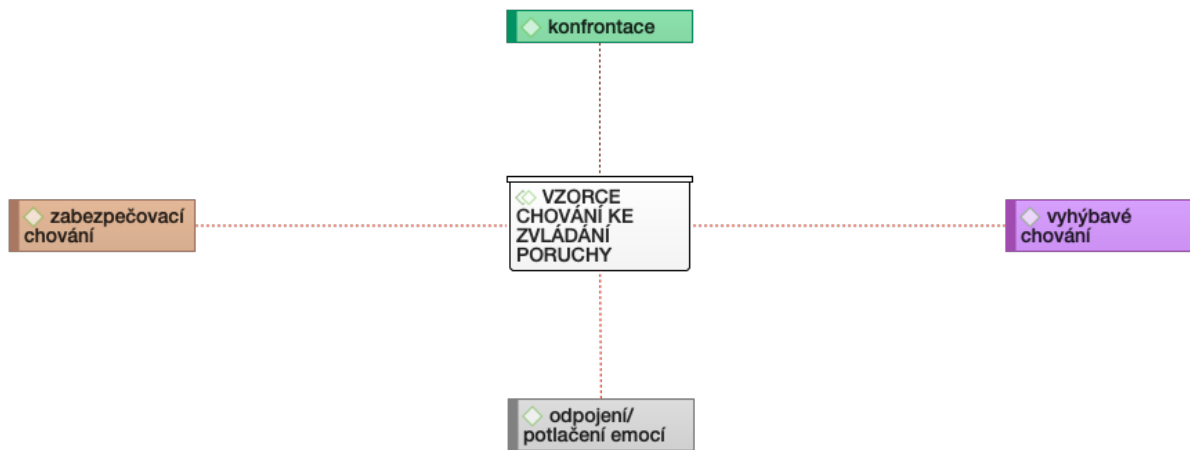 konfrontace
VZORCE
CHOVÁNÍ KE
ZVLÁDÁNÍ
PORUCHY
zabezpečovací
chování
vyhýbavé
chování
odpojení/
potlačení emocí